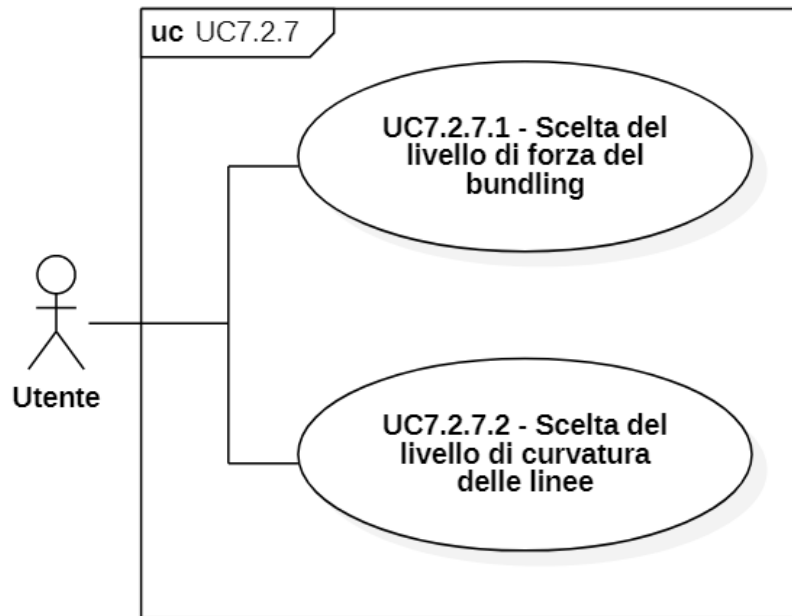 uc UC7.2.7
UC7.2.7.1 - Scelta del
livello di forza del
bundling
Utente
UC7.2.7.2 - Scelta del
livello di curvatura
delle linee